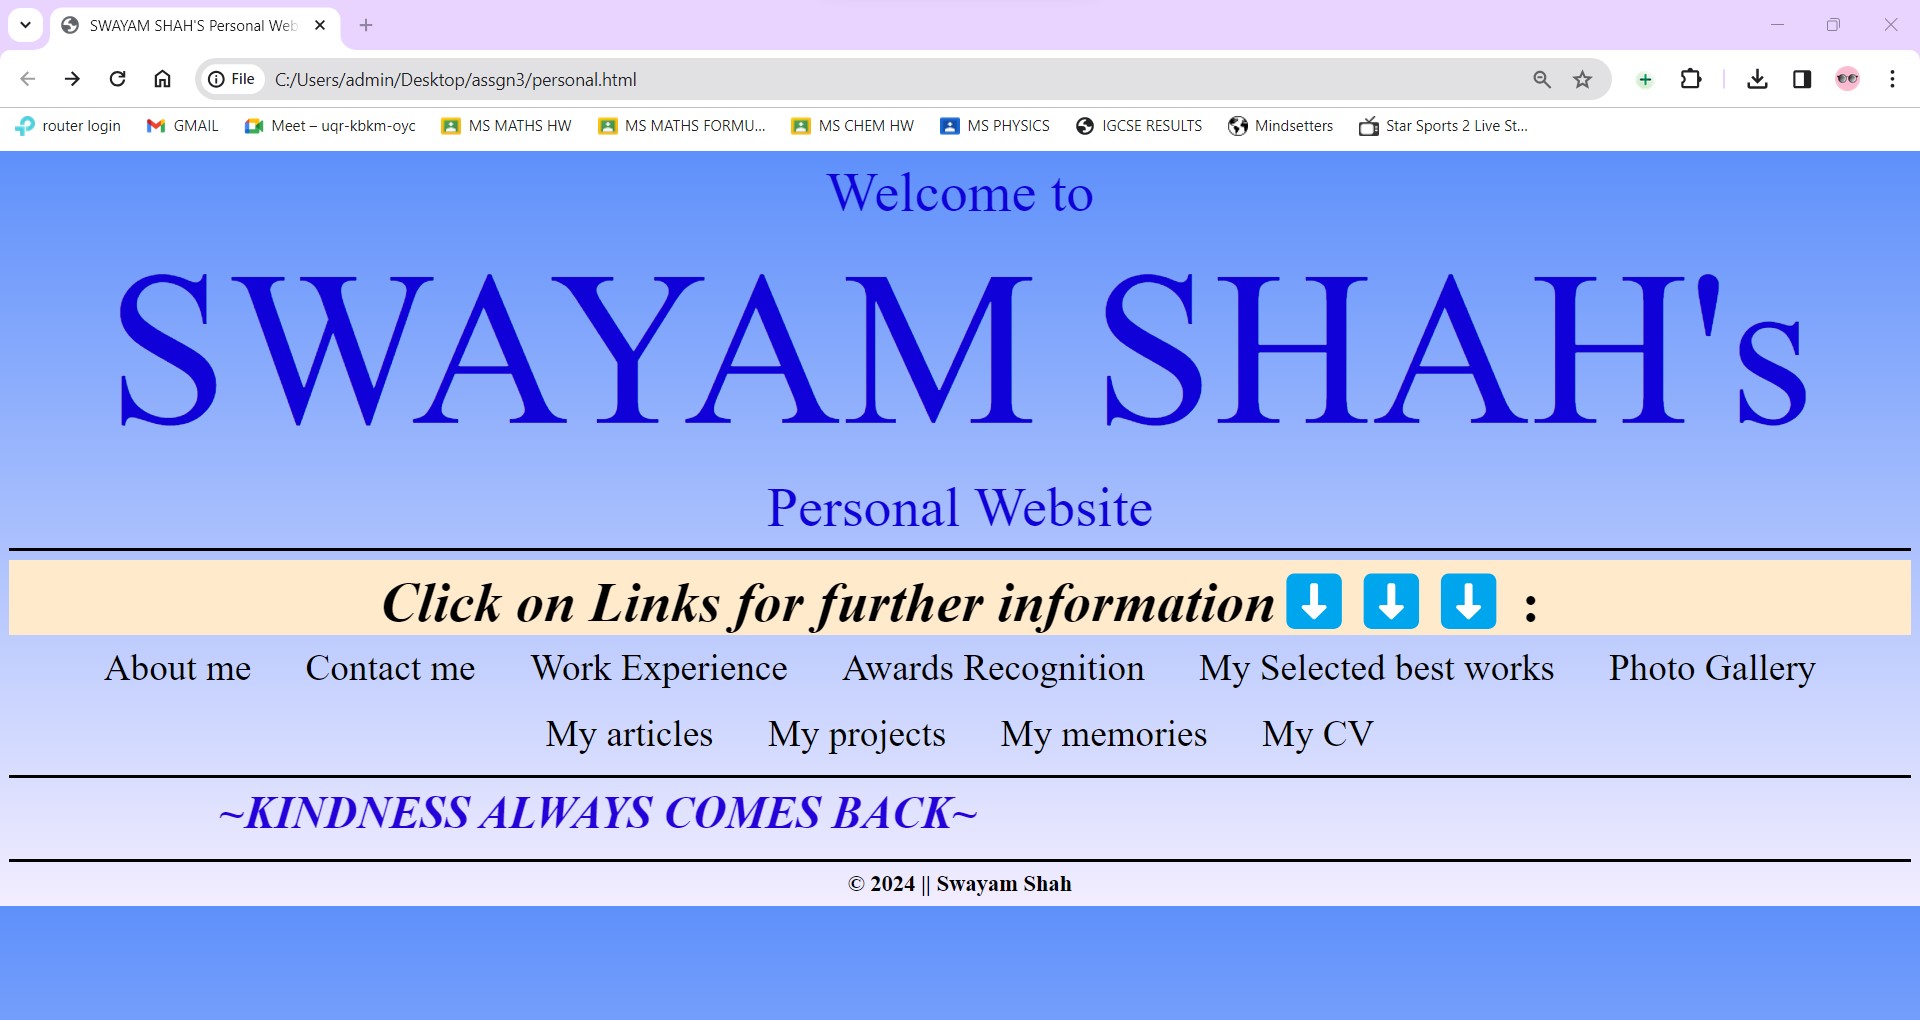 SWAYAM SHAH'S Personal Web
File C:/Users/admin/Desktop/assgn3/personal.html
router login GMAIL Meet – uqr-kbkm-oyc MS MATHS HW MS MATHS FORMU... MS CHEM HW MS PHYSICS IGCSE RESULTS Mindsetters Star Sports 2 Live St...
Welcome to
SWAYAM SHAH's
Personal Website
Click on Links for further information⬇️ ⬇️ ⬇️ :
About me Contact me Work Experience Awards Recognition My Selected best works Photo Gallery
My articles My projects My memories My CV
~KINDNESS ALWAYS COMES BACK~
© 2024 || Swayam Shah